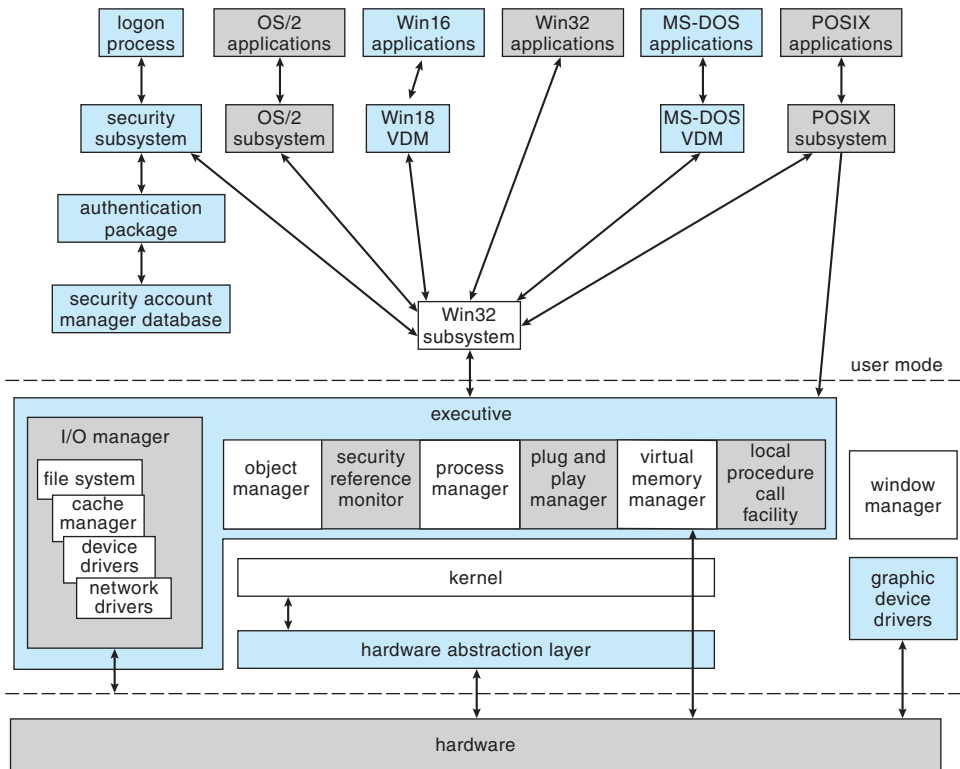 logon
process
OS/2
applications
Win16
applications
Win32
applications
MS-DOS
applications
POSIX
applications
security
subsystem
OS/2
subsystem
Win18
VDM
MS-DOS
VDM
POSIX
subsystem
authentication
package
security account
manager database
Win32
subsystem
user mode
executive
I/O manager
file system
cache
manager
device
drivers
network
drivers
object
manager
security
reference
monitor
process
manager
plug and
play
manager
virtual
memory
manager
local
procedure
call
facility
window
manager
kernel
hardware abstraction layer
graphic
device
drivers
hardware